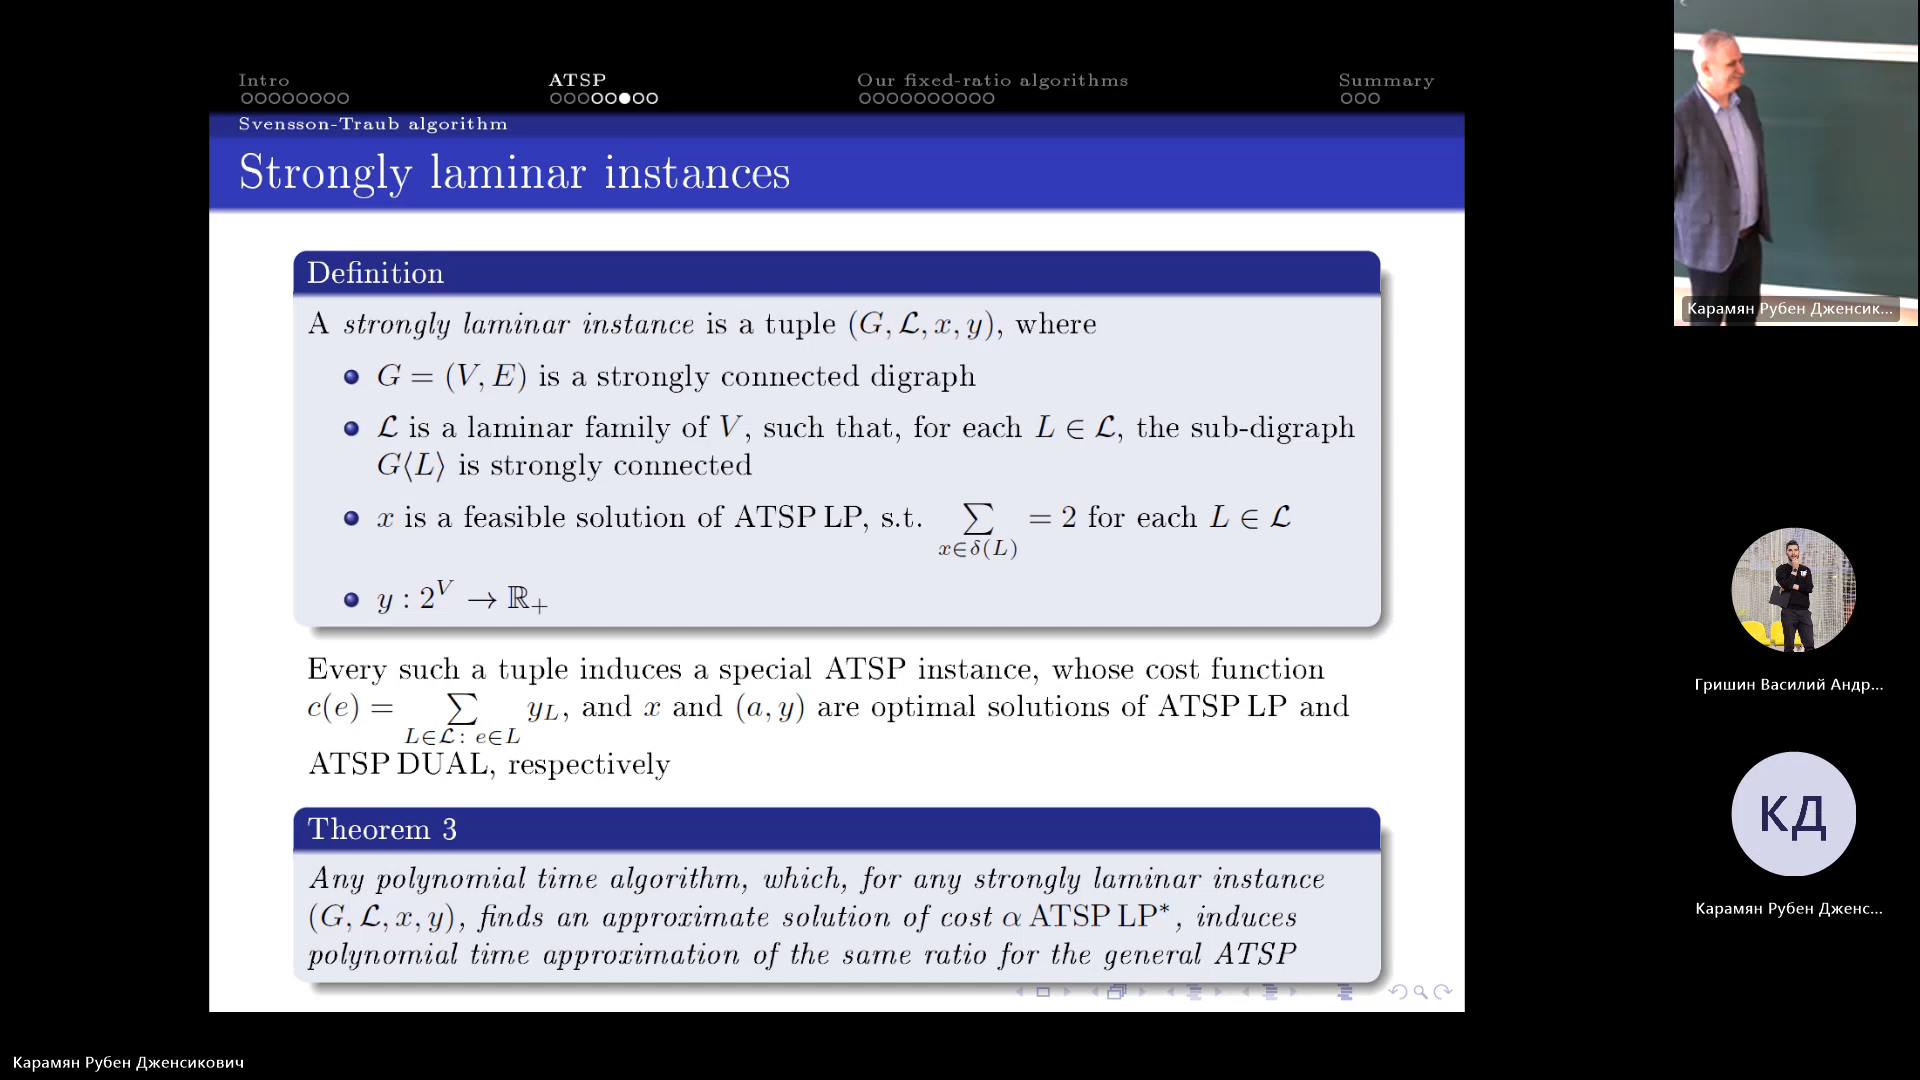 Intro ATSP Our fixed-ratio algorithms Summary
Svensson-Traub algorithm
Strongly laminar instances
Definition
A strongly laminar instance is a tuple (G, ℒ, x, y), where
G = (V, E) is a strongly connected digraph
ℒ is a laminar family of V, such that, for each L ∈ ℒ, the sub-digraph
G⟨L⟩ is strongly connected
x is a feasible solution of ATSP LP, s.t. ∑ = 2 for each L ∈ ℒ
x∈δ(L)
y : 2^V → ℝ₊
Every such a tuple induces a special ATSP instance, whose cost function
c(e) = ∑ y_L, and x and (a, y) are optimal solutions of ATSP LP and
L∈ℒ: e∈L
ATSP DUAL, respectively
Theorem 3
Any polynomial time algorithm, which, for any strongly laminar instance
(G, ℒ, x, y), finds an approximate solution of cost α ATSP LP*, induces
polynomial time approximation of the same ratio for the general ATSP
Карамян Рубен Дженсик...
Гришин Василий Андр...
КД
Карамян Рубен Дженс...
Карамян Рубен Дженсикович